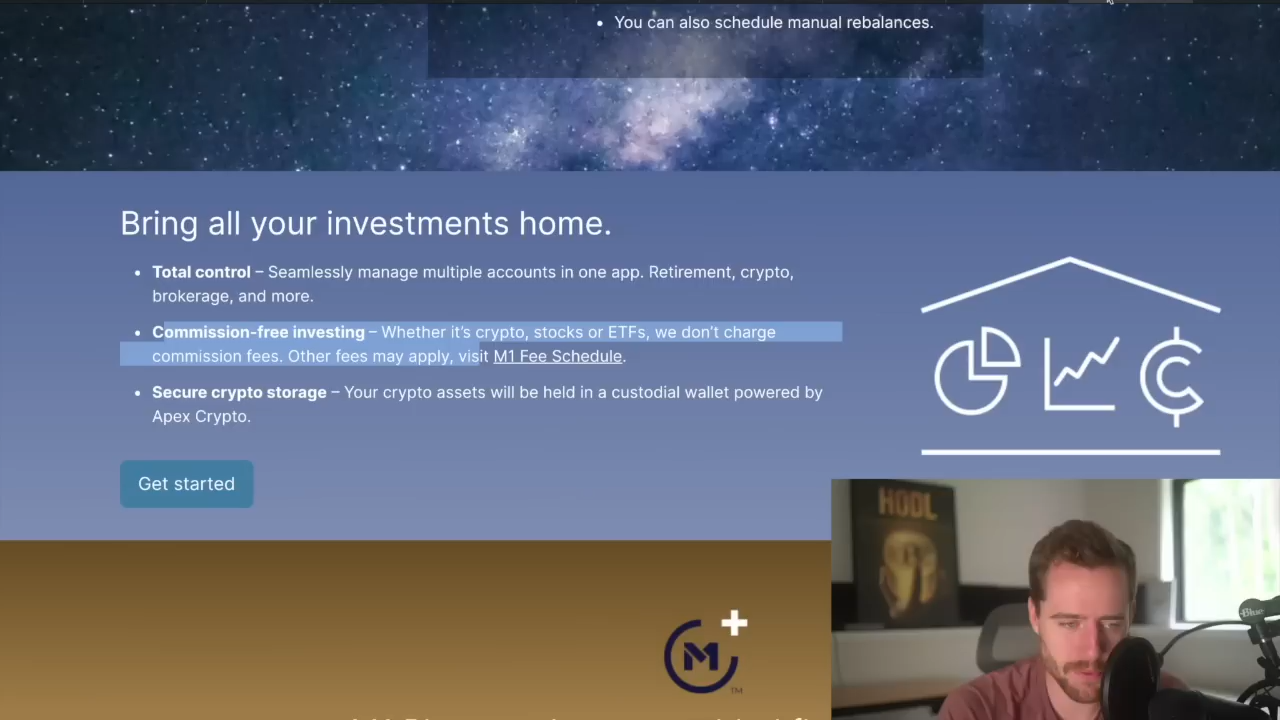 • You can also schedule manual rebalances.
Bring all your investments home.
• Total control – Seamlessly manage multiple accounts in one app. Retirement, crypto,
brokerage, and more.
• Commission-free investing – Whether it's crypto, stocks or ETFs, we don't charge
commission fees. Other fees may apply, visit M1 Fee Schedule.
• Secure crypto storage – Your crypto assets will be held in a custodial wallet powered by
Apex Crypto.
Get started
HODL
Blue
M
TM